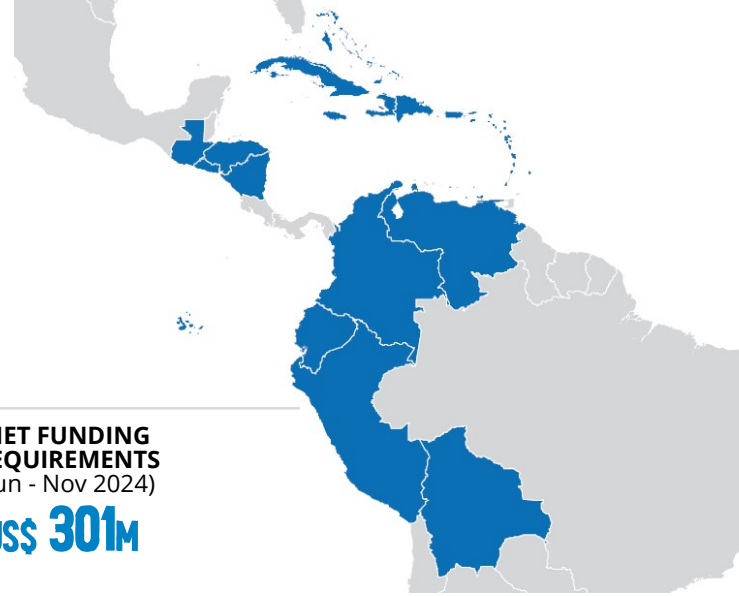 NET FUNDING
REQUIREMENTS
(Jun - Nov 2024)
US$ 301M